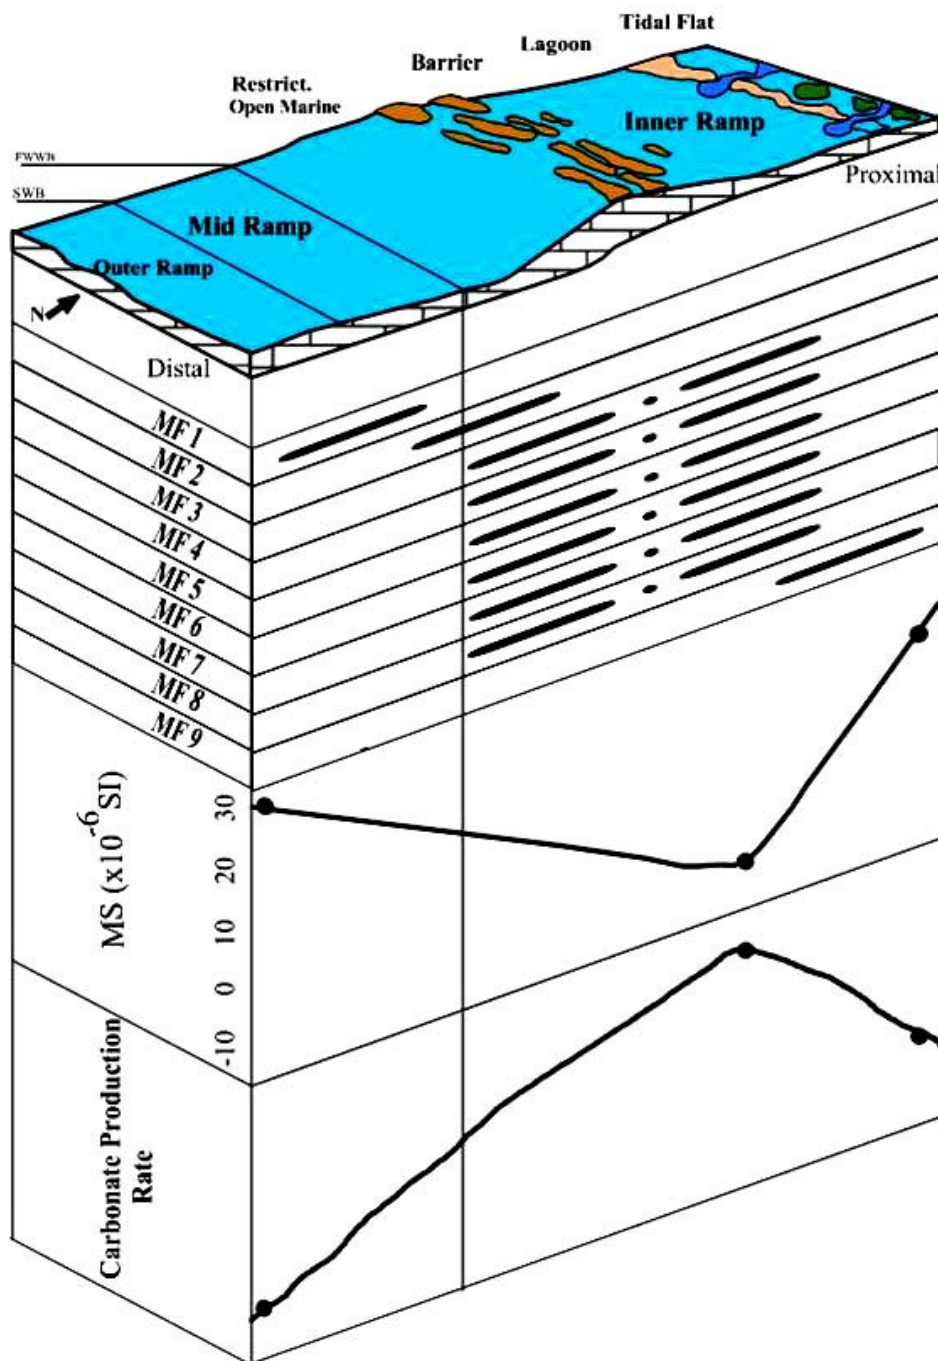 Tidal Flat
Lagoon
Barrier
Restrict.
Open Marine
Inner Ramp
FWWB
Proximal
SWB
Mid Ramp
Outer Ramp
N
Distal
MF 1
MF 2
MF 3
MF 4
MF 5
MF 6
MF 7
MF 8
MF 9
MS (x10⁻⁶ SI)
30
20
10
0
-10
Carbonate Production
Rate